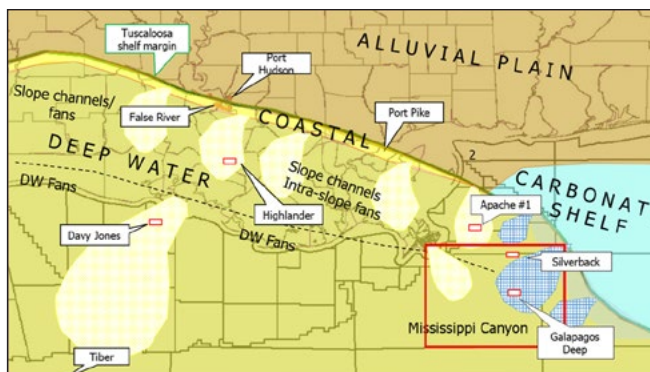 Tuscaloosa
shelf margin
Port
Hudson
ALLUVIAL PLAIN
Slope channels/
fans
False River
COASTAL
Port Pike
DEEP WATER
Slope channels
Intra-slope fans
2
CARBONAT
SHELF
DW Fans
Highlander
Apache #1
Davy Jones
DW Fans
Silverback
Mississippi Canyon
Galapagos
Deep
Tiber